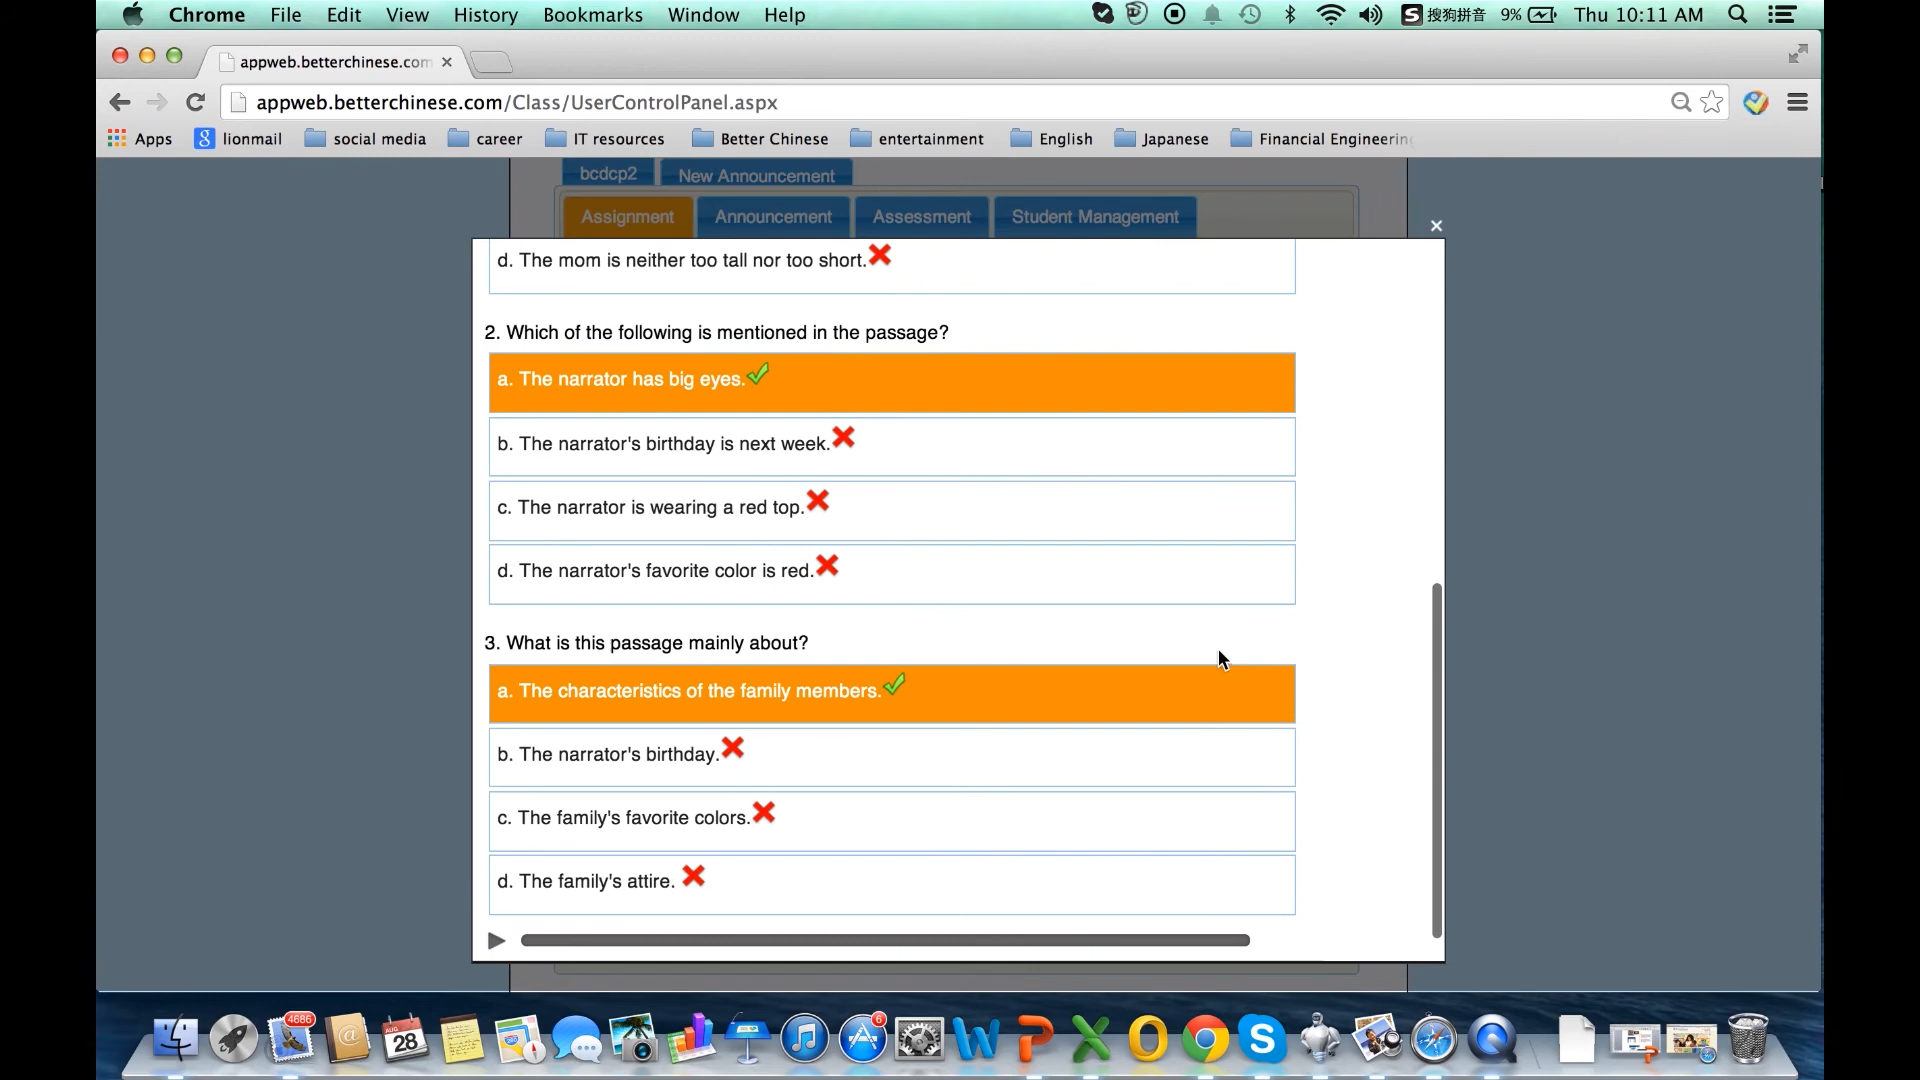 Chrome File Edit View History Bookmarks Window Help
搜狗拼音 9% Thu 10:11 AM
appweb.betterchinese.com
appweb.betterchinese.com/Class/UserControlPanel.aspx
Apps lionmail social media career IT resources Better Chinese entertainment English Japanese Financial Engineering
bcdcp2 New Announcement
Assignment Announcement Assessment Student Management
d. The mom is neither too tall nor too short.
2. Which of the following is mentioned in the passage?
a. The narrator has big eyes.
b. The narrator's birthday is next week.
c. The narrator is wearing a red top.
d. The narrator's favorite color is red.
3. What is this passage mainly about?
a. The characteristics of the family members.
b. The narrator's birthday.
c. The family's favorite colors.
d. The family's attire.
4686
6
AUG
28